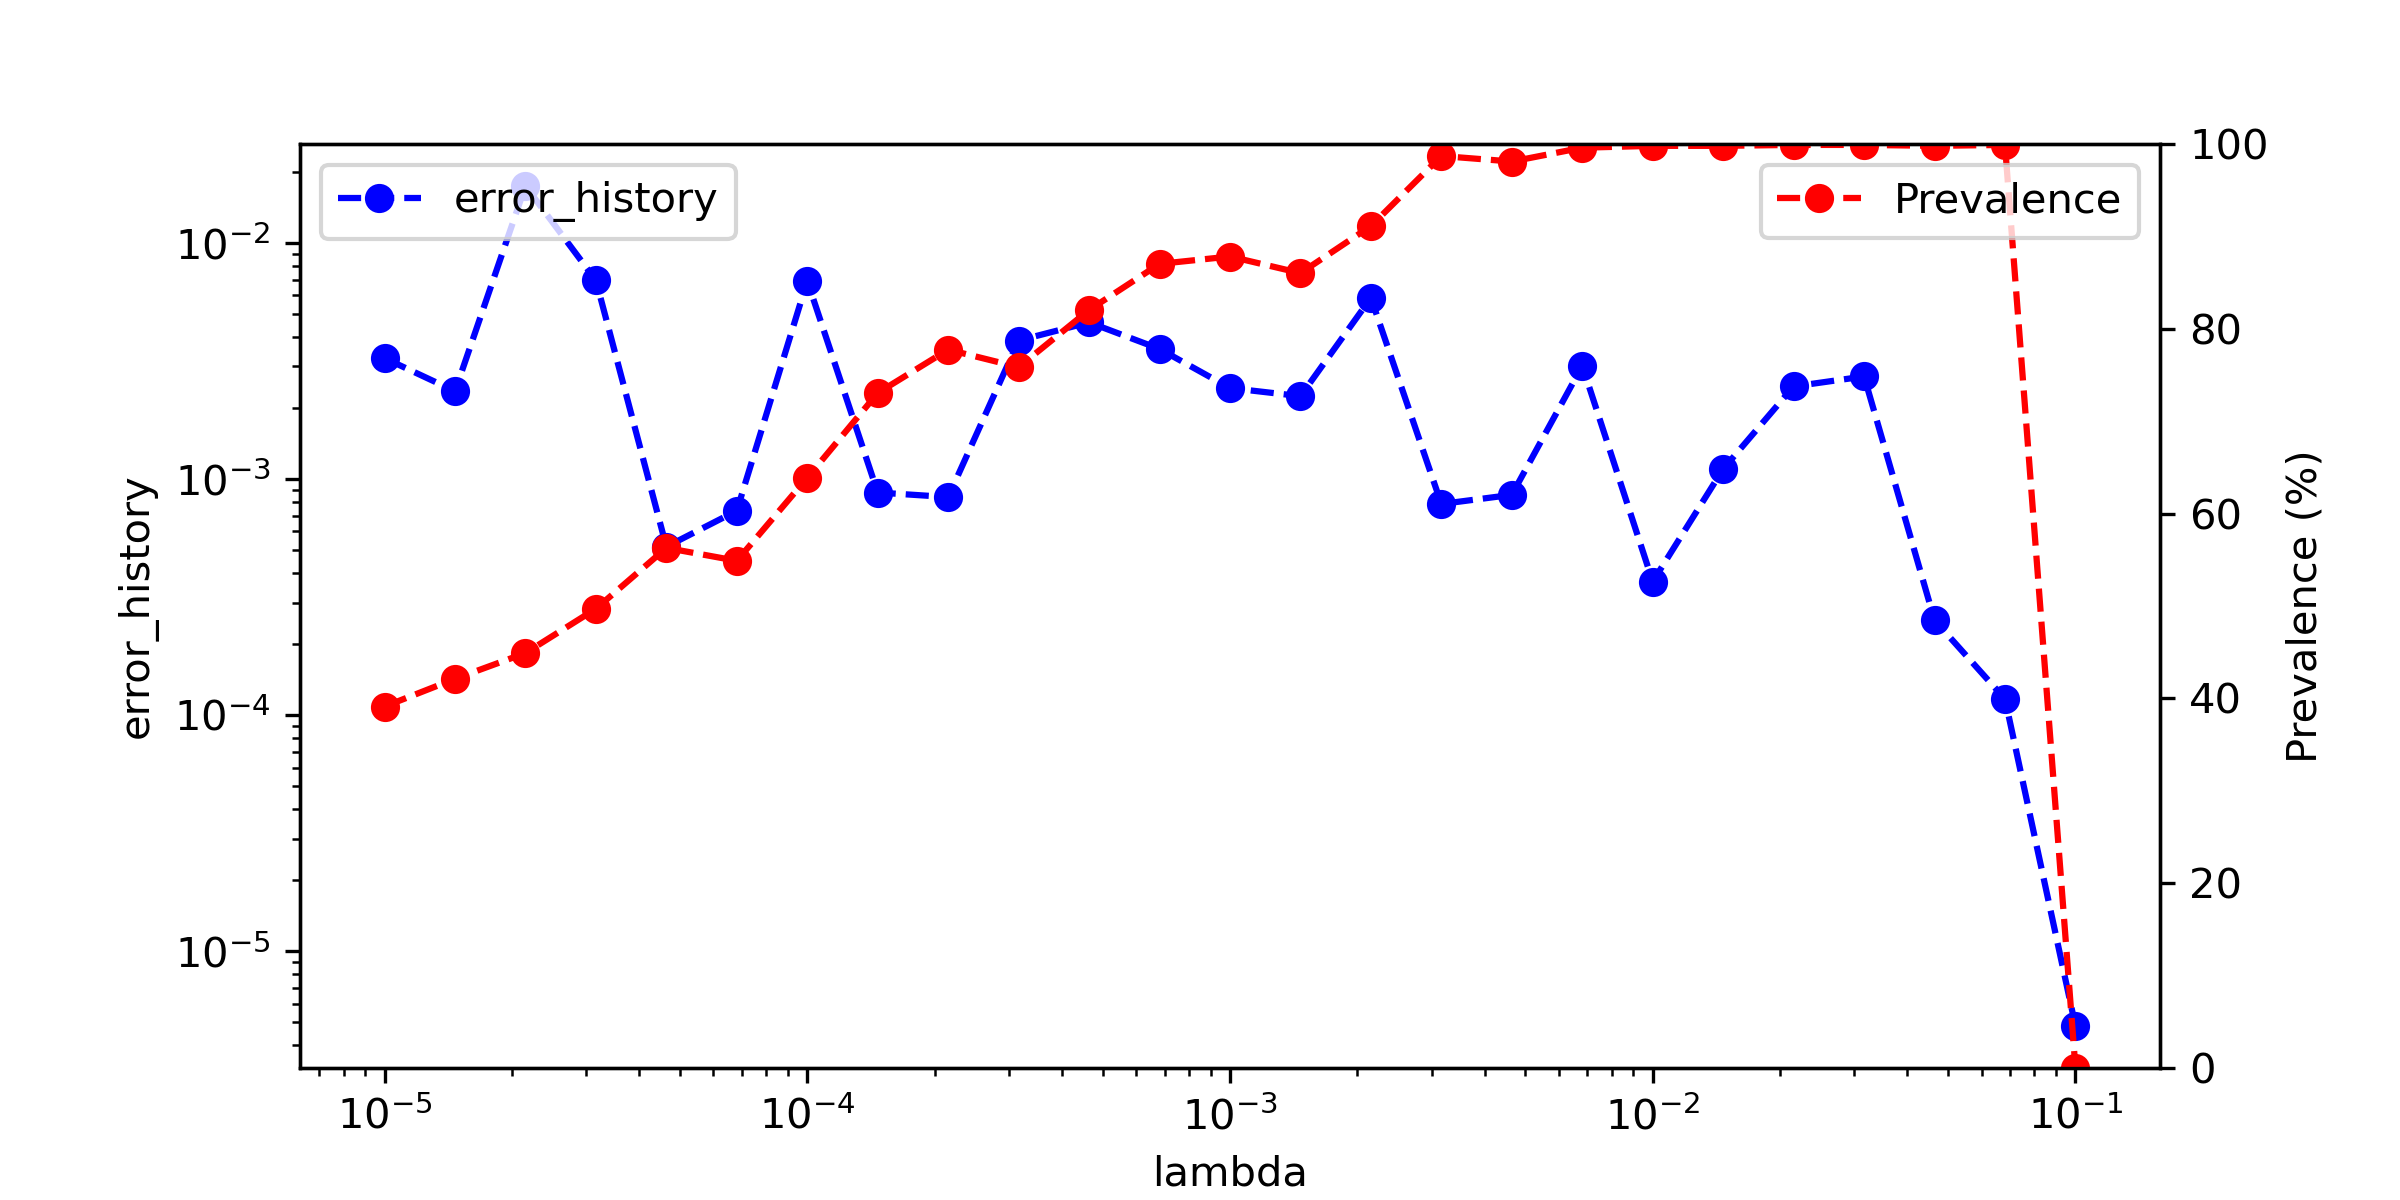 error_history
Prevalence
10⁻²
10⁻³
10⁻⁴
10⁻⁵
error_history
100
80
60
40
20
0
Prevalence (%)
10⁻⁵ 10⁻⁴ 10⁻³ 10⁻² 10⁻¹
lambda